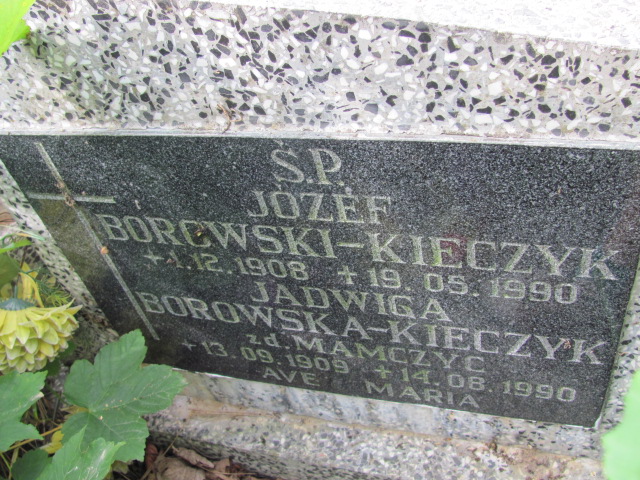 Ś.P.
JÓZEF
BOROWSKI-KIECZYK
12.1908 + 19.05.1990
JADWIGA
BOROWSKA-KIECZYK
zd. MAMCZYC
+13.09.1909 +14.08.1990
AVE MARIA